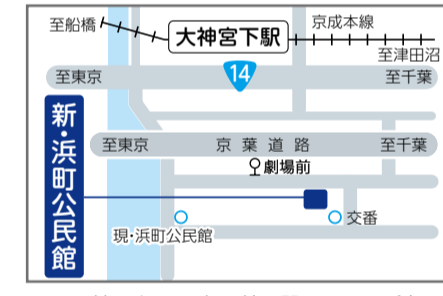 至船橋
大神宮下駅
京成本線
至津田沼
至東京
14
至千葉
新・浜町公民館
至東京
京葉道路
至千葉
劇場前
交番
現・浜町公民館